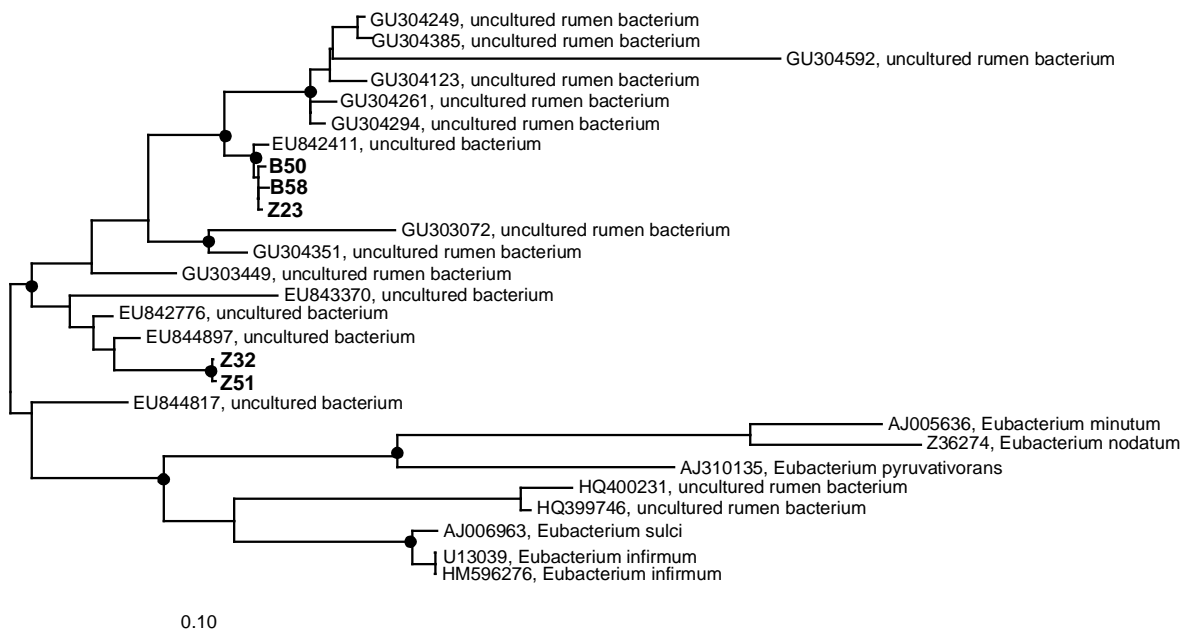 GU304249, uncultured rumen bacterium
GU304385, uncultured rumen bacterium
GU304592, uncultured rumen bacterium
GU304123, uncultured rumen bacterium
GU304261, uncultured rumen bacterium
GU304294, uncultured rumen bacterium
EU842411, uncultured bacterium
B50
B58
Z23
GU303072, uncultured rumen bacterium
GU304351, uncultured rumen bacterium
GU303449, uncultured rumen bacterium
EU843370, uncultured bacterium
EU842776, uncultured bacterium
EU844897, uncultured bacterium
Z32
Z51
EU844817, uncultured bacterium
AJ005636, Eubacterium minutum
Z36274, Eubacterium nodatum
AJ310135, Eubacterium pyruvativorans
HQ400231, uncultured rumen bacterium
HQ399746, uncultured rumen bacterium
AJ006963, Eubacterium sulci
U13039, Eubacterium infirmum
HM596276, Eubacterium infirmum
0.10